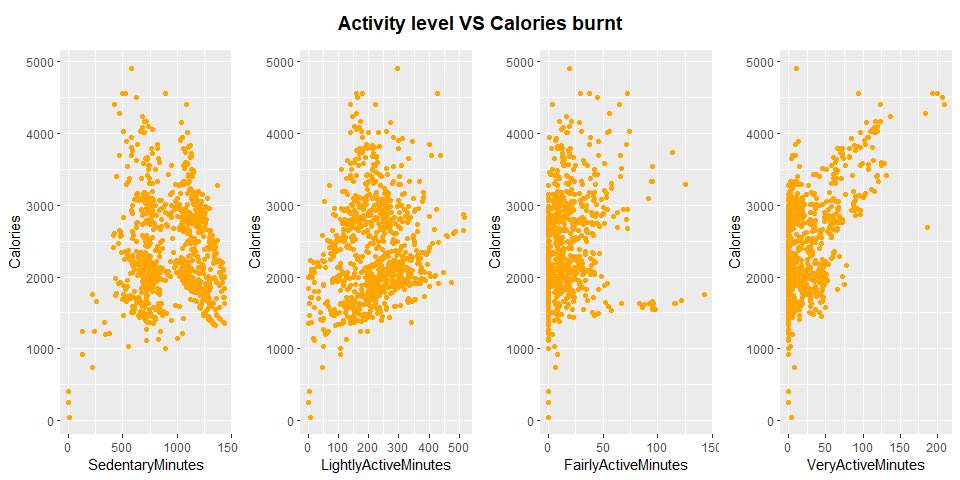 Activity level VS Calories burnt
Calories
5000
4000
3000
2000
1000
0
0 500 1000 150
SedentaryMinutes
Calories
5000
4000
3000
2000
1000
0
0 100 200 300 400 500
LightlyActiveMinutes
Calories
5000
4000
3000
2000
1000
0
0 50 100 150
FairlyActiveMinutes
Calories
5000
4000
3000
2000
1000
0
0 50 100 150 200
VeryActiveMinutes